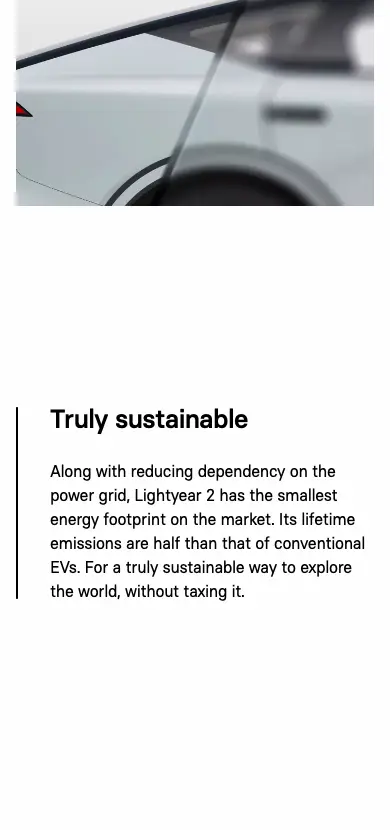 Truly sustainable
Along with reducing dependency on the
power grid, Lightyear 2 has the smallest
energy footprint on the market. Its lifetime
emissions are half than that of conventional
EVs. For a truly sustainable way to explore
the world, without taxing it.